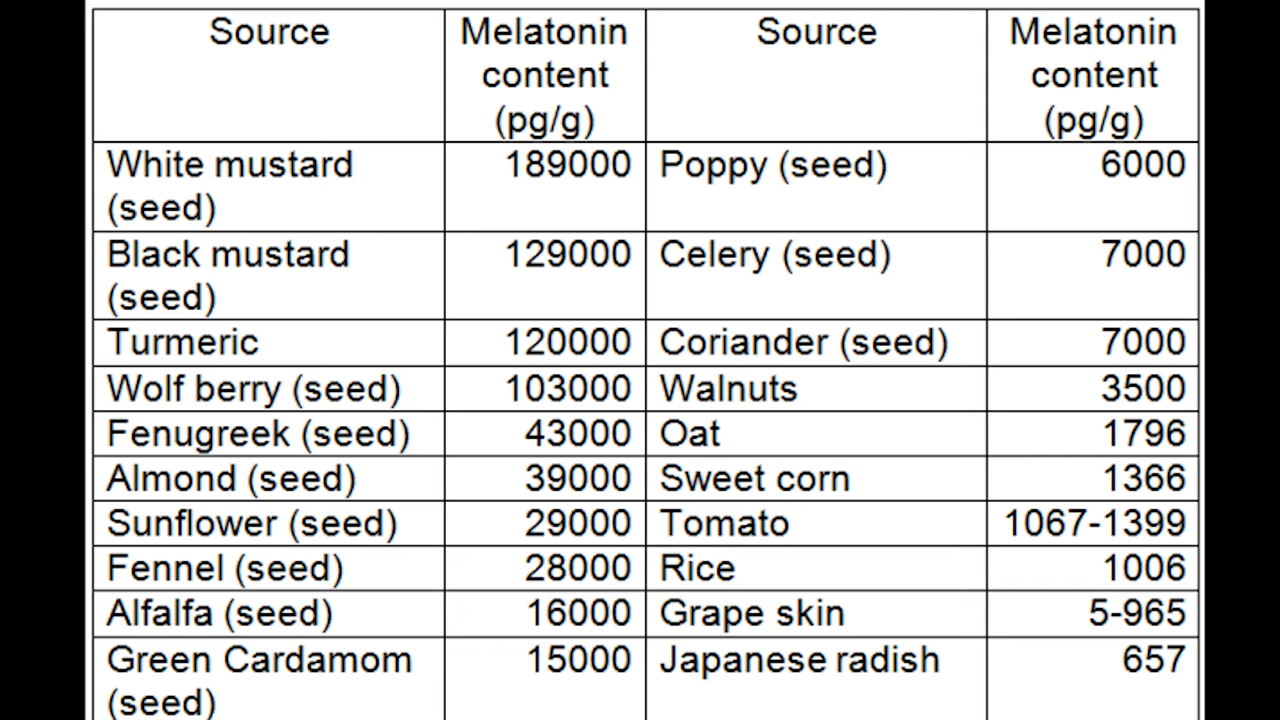 Source Melatonin content (pg/g) Source Melatonin content (pg/g)
White mustard (seed) 189000 Poppy (seed) 6000
Black mustard (seed) 129000 Celery (seed) 7000
Turmeric 120000 Coriander (seed) 7000
Wolf berry (seed) 103000 Walnuts 3500
Fenugreek (seed) 43000 Oat 1796
Almond (seed) 39000 Sweet corn 1366
Sunflower (seed) 29000 Tomato 1067-1399
Fennel (seed) 28000 Rice 1006
Alfalfa (seed) 16000 Grape skin 5-965
Green Cardamom (seed) 15000 Japanese radish 657